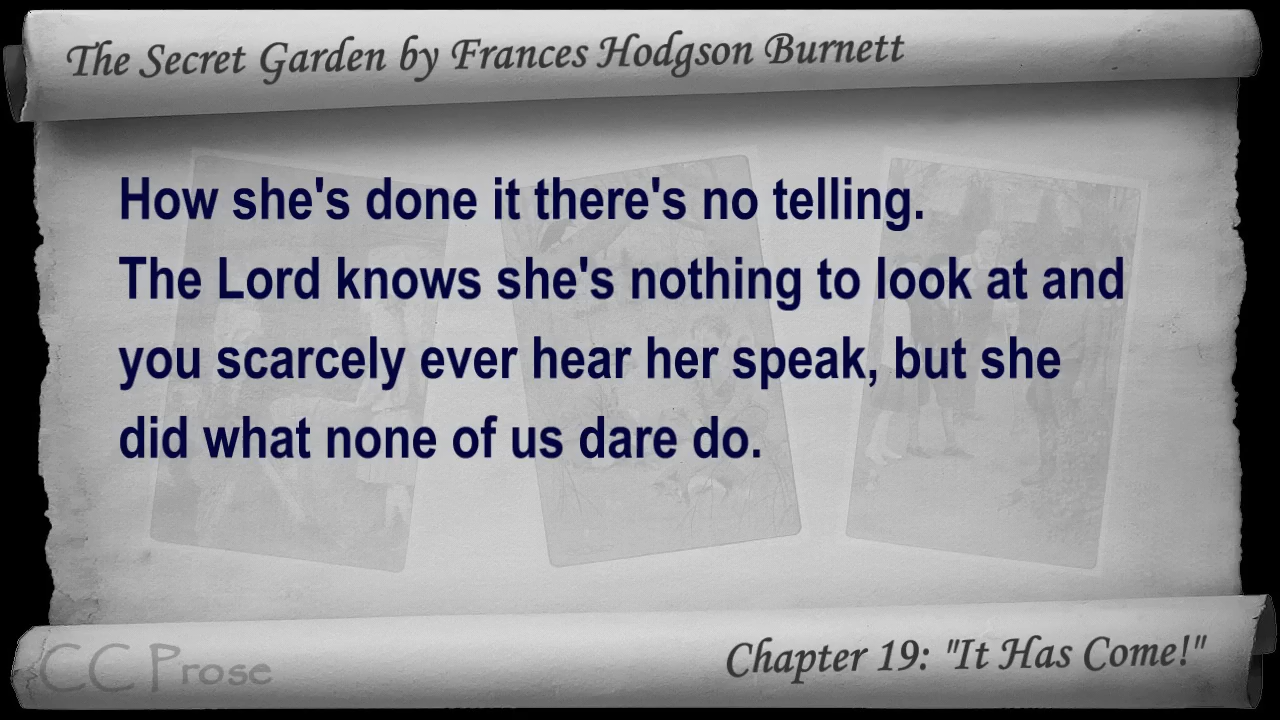 The Secret Garden by Frances Hodgson Burnett
How she's done it there's no telling.
The Lord knows she's nothing to look at and
you scarcely ever hear her speak, but she
did what none of us dare do.
CC Prose
Chapter 19: "It Has Come!"